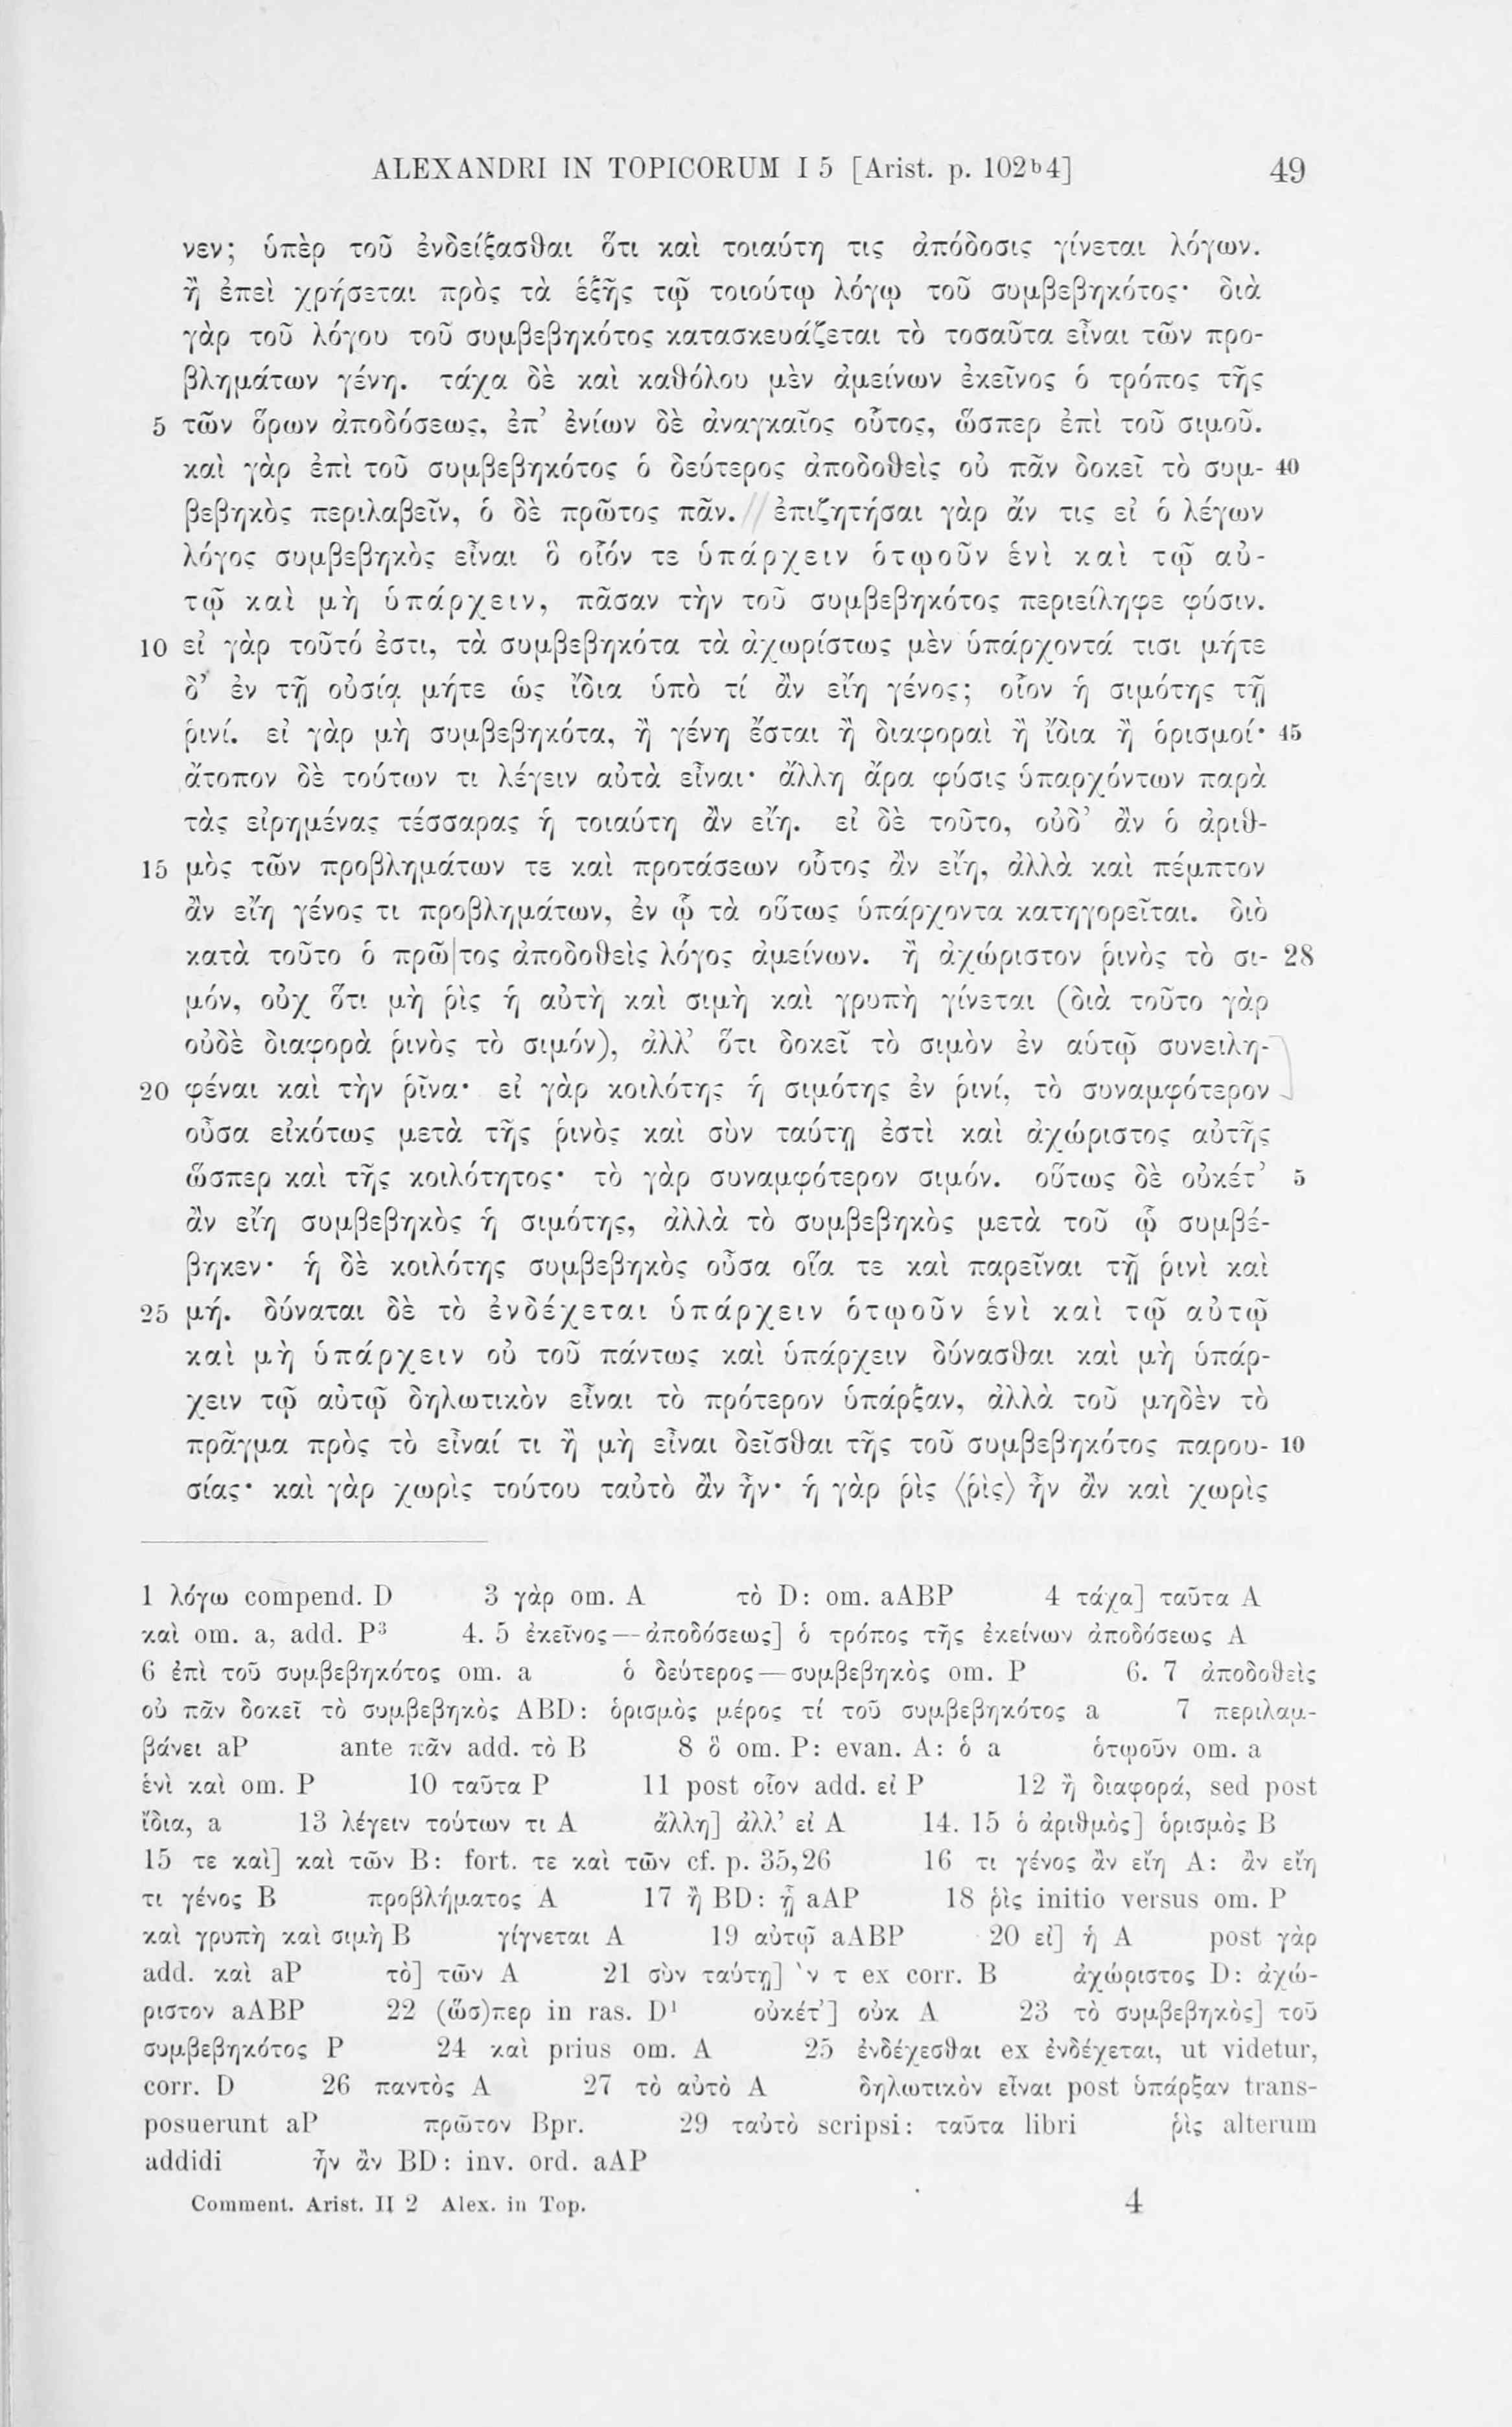 ALEXANDRI IN TOPICORUM I 5 [Arist. p. 102b4] 49
νεν; ὑπὲρ τοῦ ἐνδείξασθαι ὅτι καὶ τοιαύτη τις ἀπόδοσις γίνεται λόγων.
ἢ ἐπεὶ χρήσεται πρὸς τὰ ἑξῆς τῷ τοιούτῳ λόγῳ τοῦ συμβεβηκότος· διὰ
γὰρ τοῦ λόγου τοῦ συμβεβηκότος κατασκευάζεται τὸ τοσαῦτα εἶναι τῶν προ-
βλημάτων γένη. τάχα δὲ καὶ καθόλου μὲν ἀμείνων ἐκεῖνος ὁ τρόπος τῆς
5 τῶν ὅρων ἀποδόσεως, ἐπ’ ἐνίων δὲ ἀναγκαῖος οὗτος, ὥσπερ ἐπὶ τοῦ σιμοῦ.
καὶ γὰρ ἐπὶ τοῦ συμβεβηκότος ὁ δεύτερος ἀποδοθεὶς οὐ πᾶν δοκεῖ τὸ συμ- 40
βεβηκὸς περιλαβεῖν, ὁ δὲ πρῶτος πᾶν. // ἐπιζητήσαι γὰρ ἄν τις εἰ ὁ λέγων
λόγος συμβεβηκὸς εἶναι ὃ οἷόν τε ὑπάρχειν ὁτῳοῦν ἑνὶ καὶ τῷ αὐ-
τῷ καὶ μὴ ὑπάρχειν, πᾶσαν τὴν τοῦ συμβεβηκότος περιείληφε φύσιν.
10 εἰ γὰρ τοῦτό ἐστι, τὰ συμβεβηκότα τὰ ἀχωρίστως μὲν ὑπάρχοντά τισι μήτε
δ’ ἐν τῇ οὐσίᾳ μήτε ὡς ἴδια ὑπὸ τί ἂν εἴη γένος; οἷον ἡ σιμότης τῇ
ῥινί. εἰ γὰρ μὴ συμβεβηκότα, ἢ γένη ἔσται ἢ διαφοραὶ ἢ ἴδια ἢ ὁρισμοί· 45
ἄτοπον δὲ τούτων τι λέγειν αὐτὰ εἶναι· ἄλλη ἄρα φύσις ὑπαρχόντων παρὰ
τὰς εἰρημένας τέσσαρας ἡ τοιαύτη ἂν εἴη. εἰ δὲ τοῦτο, οὐδ’ ἂν ὁ ἀριθ-
15 μὸς τῶν προβλημάτων τε καὶ προτάσεων οὗτος ἂν εἴη, ἀλλὰ καὶ πέμπτον
ἂν εἴη γένος τι προβλημάτων, ἐν ᾧ τὰ οὕτως ὑπάρχοντα κατηγορεῖται. διὸ
κατὰ τοῦτο ὁ πρῶ|τος ἀποδοθεὶς λόγος ἀμείνων. ἢ ἀχώριστον ῥινὸς τὸ σι- 28
μόν, οὐχ ὅτι μὴ ῥὶς ἡ αὐτὴ καὶ σιμὴ καὶ γρυπὴ γίνεται (διὰ τοῦτο γὰρ
οὐδὲ διαφορὰ ῥινὸς τὸ σιμόν), ἀλλ’ ὅτι δοκεῖ τὸ σιμὸν ἐν αὑτῷ συνειλη-
20 φέναι καὶ τὴν ῥῖνα· εἰ γὰρ κοιλότης ἡ σιμότης ἐν ῥινί, τὸ συναμφότερον
οὖσα εἰκότως μετὰ τῆς ῥινὸς καὶ σὺν ταύτῃ ἐστὶ καὶ ἀχώριστος αὐτῆς
ὥσπερ καὶ τῆς κοιλότητος· τὸ γὰρ συναμφότερον σιμόν. οὕτως δὲ οὐκέτ’ 5
ἂν εἴη συμβεβηκὸς ἡ σιμότης, ἀλλὰ τὸ συμβεβηκὸς μετὰ τοῦ ᾧ συμβέ-
βηκεν· ἡ δὲ κοιλότης συμβεβηκὸς οὖσα οἵα τε καὶ παρεῖναι τῇ ῥινὶ καὶ
25 μή. δύναται δὲ τὸ ἐνδέχεται ὑπάρχειν ὁτῳοῦν ἑνὶ καὶ τῷ αὐτῷ
καὶ μὴ ὑπάρχειν οὐ τοῦ πάντως καὶ ὑπάρχειν δύνασθαι καὶ μὴ ὑπάρ-
χειν τῷ αὐτῷ δηλωτικὸν εἶναι τὸ πρότερον ὑπάρξαν, ἀλλὰ τοῦ μηδὲν τὸ
πρᾶγμα πρὸς τὸ εἶναί τι ἢ μὴ εἶναι δεῖσθαι τῆς τοῦ συμβεβηκότος παρου- 10
σίας· καὶ γὰρ χωρὶς τούτου ταὐτὸ ἂν ἦν· ἡ γὰρ ῥὶς ⟨ῥὶς⟩ ἦν ἂν καὶ χωρὶς
1 λόγω compend. D 3 γὰρ om. A τὸ D: om. aABP 4 τάχα] ταῦτα A
καὶ om. a, add. P3 4. 5 ἐκεῖνος—ἀποδόσεως] ὁ τρόπος τῆς ἐκείνων ἀποδόσεως A
6 ἐπὶ τοῦ συμβεβηκότος om. a ὁ δεύτερος—συμβεβηκὸς om. P 6. 7 ἀποδοθεὶς
οὐ πᾶν δοκεῖ τὸ συμβεβηκὸς ABD: ὁρισμὸς μέρος τί τοῦ συμβεβηκότος a 7 περιλαμ-
βάνει aP ante πᾶν add. τὸ B 8 ὃ om. P: evan. A: ὁ a ὁτῳοῦν om. a
ἑνὶ καὶ om. P 10 ταῦτα P 11 post οἷον add. εἰ P 12 ἢ διαφορά, sed post
ἴδια, a 13 λέγειν τούτων τι A ἄλλη] ἀλλ’ εἰ A 14. 15 ὁ ἀριθμὸς] ὁρισμὸς B
15 τε καὶ] καὶ τῶν B: fort. τε καὶ τῶν cf. p. 35,26 16 τι γένος ἂν εἴη A: ἂν εἴη
τι γένος B προβλήματος A 17 ἢ BD: ᾗ aAP 18 ῥὶς initio versus om. P
καὶ γρυπὴ καὶ σιμὴ B γίγνεται A 19 αὐτῷ aABP 20 εἰ] ἡ A post γὰρ
add. καὶ aP τὸ] τῶν A 21 σὺν ταύτῃ] ὺν τ ex corr. B ἀχώριστος D: ἀχώ-
ριστον aABP 22 (ὥσ)περ in ras. D1 οὐκέτ’] οὐκ A 23 τὸ συμβεβηκὸς] τοῦ
συμβεβηκότος P 24 καὶ prius om. A 25 ἐνδέχεσθαι ex ἐνδέχεται, ut videtur,
corr. D 26 παντὸς A 27 τὸ αὐτὸ A δηλωτικὸν εἶναι post ὑπάρξαν trans-
posuerunt aP πρῶτον Bpr. 29 ταὐτὸ scripsi: ταῦτα libri ῥὶς alterum
addidi ἦν ἂν BD: inv. ord. aAP
Comment. Arist. II 2 Alex. in Top. 4